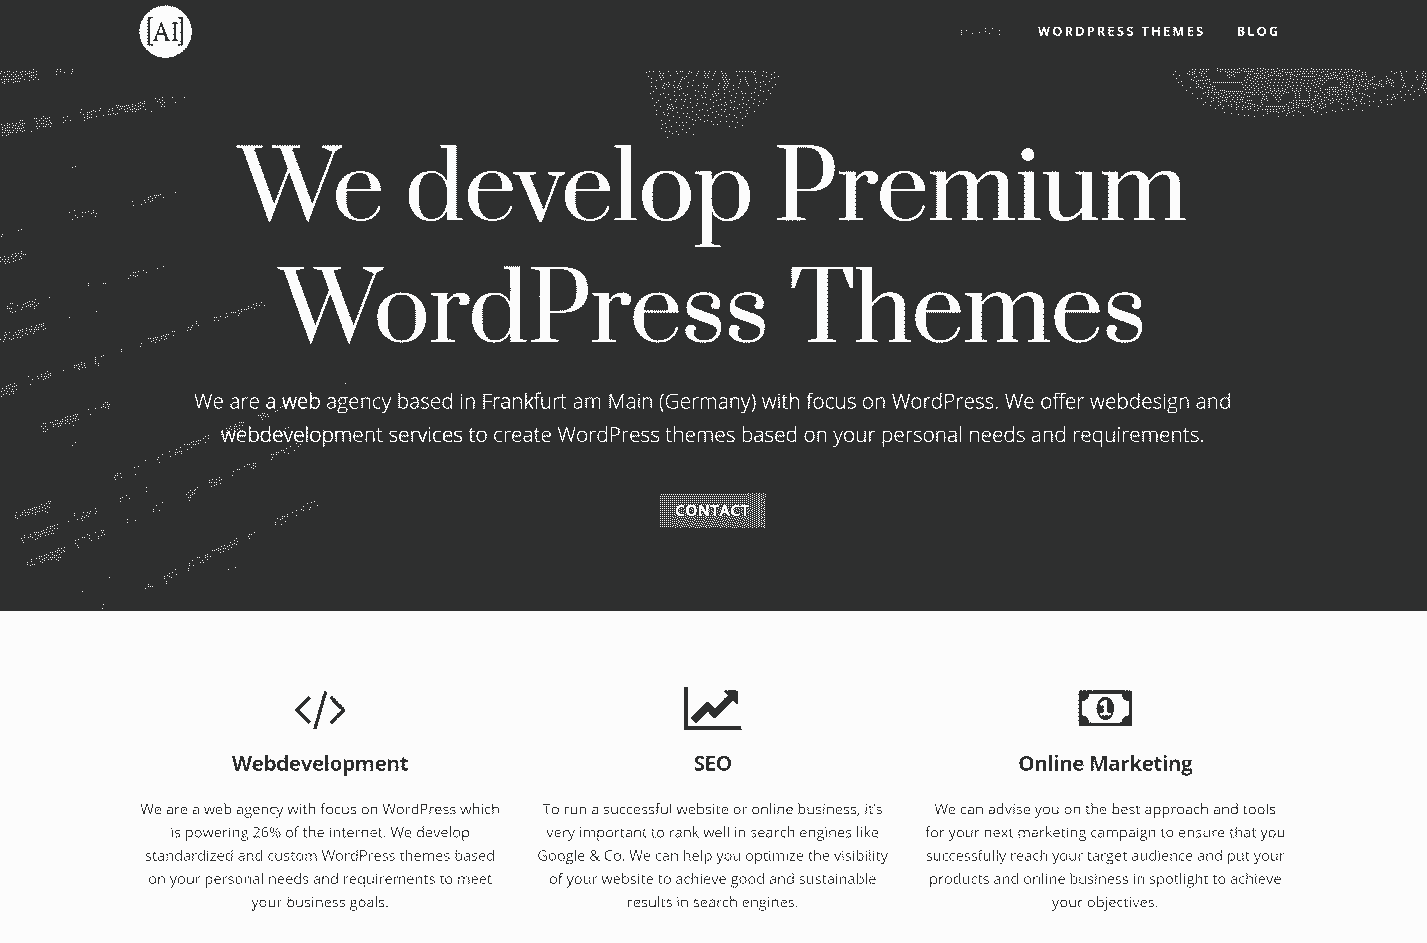 [AI]
WORDPRESS THEMES BLOG
We develop Premium
WordPress Themes
We are a web agency based in Frankfurt am Main (Germany) with focus on WordPress. We offer webdesign and
webdevelopment services to create WordPress themes based on your personal needs and requirements.
CONTACT
1
Webdevelopment
We are a web agency with focus on WordPress which
is powering 26% of the internet. We develop
standardized and custom WordPress themes based
on your personal needs and requirements to meet
your business goals.
SEO
To run a successful website or online business, it's
very important to rank well in search engines like
Google & Co. We can help you optimize the visibility
of your website to achieve good and sustainable
results in search engines.
Online Marketing
We can advise you on the best approach and tools
for your next marketing campaign to ensure that you
successfully reach your target audience and put your
products and online business in spotlight to achieve
your objectives.